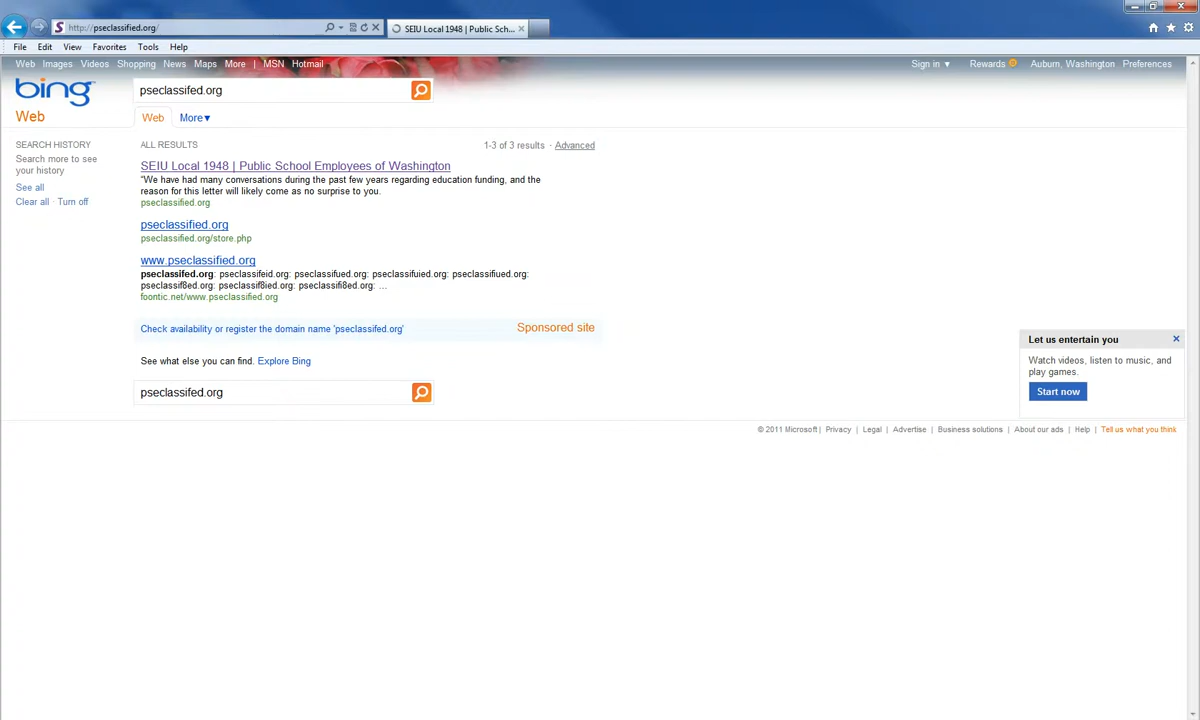 http://pseclassified.org/
SEIU Local 1948 | Public Sch...
File Edit View Favorites Tools Help
Web Images Videos Shopping News Maps More | MSN Hotmail
Sign in ▼ Rewards Auburn, Washington Preferences
bing
pseclassifed.org
Web
Web More▾
SEARCH HISTORY
Search more to see
your history
See all
Clear all · Turn off
ALL RESULTS
1-3 of 3 results · Advanced
SEIU Local 1948 | Public School Employees of Washington
"We have had many conversations during the past few years regarding education funding, and the
reason for this letter will likely come as no surprise to you.
pseclassified.org
pseclassified.org
pseclassified.org/store.php
www.pseclassified.org
pseclassifed.org: pseclassifeid.org: pseclassifued.org: pseclassifuied.org: pseclassifiued.org:
pseclassif8ed.org: pseclassif8ied.org: pseclassifi8ed.org: ...
foontic.net/www.pseclassified.org
Check availability or register the domain name 'pseclassifed.org'
Sponsored site
See what else you can find. Explore Bing
pseclassifed.org
Let us entertain you
Watch videos, listen to music, and
play games.
Start now
© 2011 Microsoft | Privacy | Legal | Advertise | Business solutions | About our ads | Help | Tell us what you think